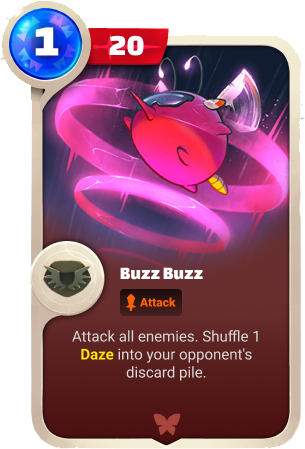 1
20
Buzz Buzz
Attack
Attack all enemies. Shuffle 1
Daze into your opponent's
discard pile.